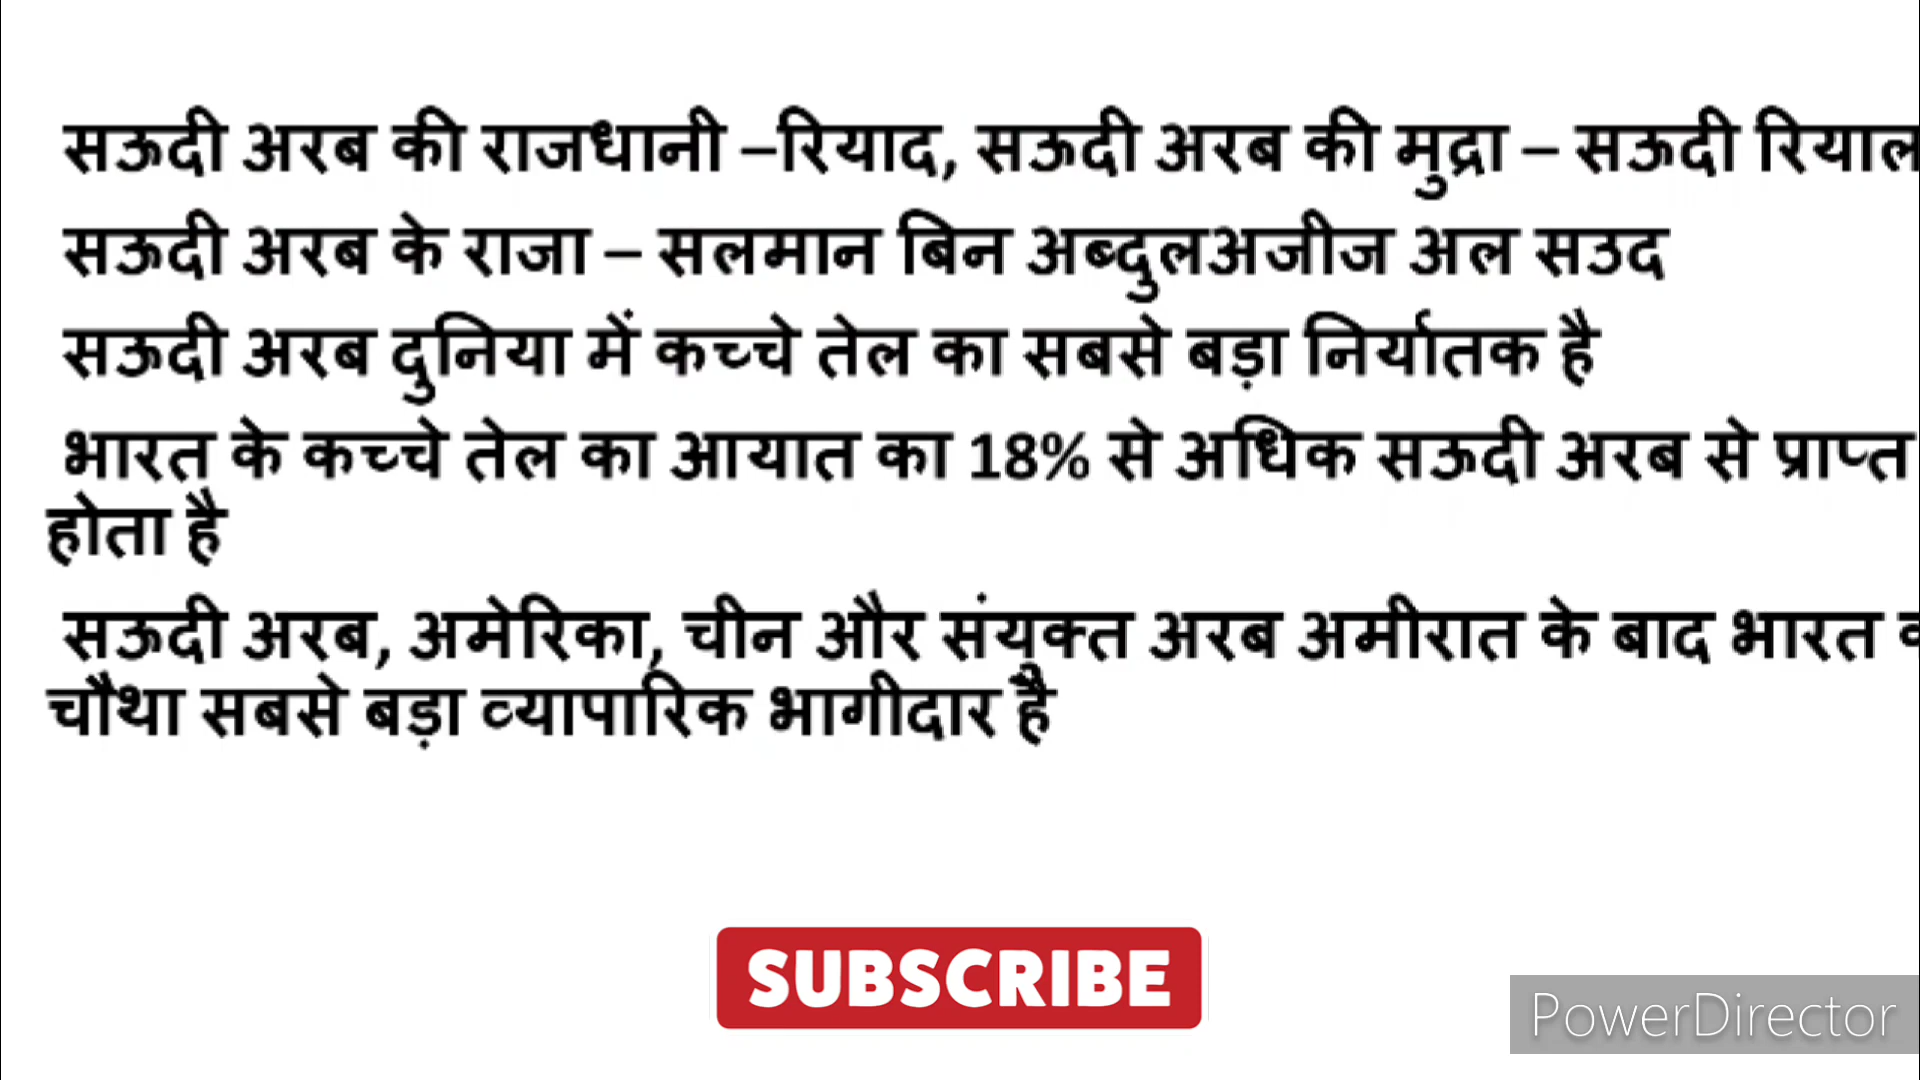 सऊदी अरब की राजधानी –रियाद, सऊदी अरब की मुद्रा – सऊदी रियाल
सऊदी अरब के राजा – सलमान बिन अब्दुलअजीज अल सउद
सऊदी अरब दुनिया में कच्चे तेल का सबसे बड़ा निर्यातक है
भारत के कच्चे तेल का आयात का 18% से अधिक सऊदी अरब से प्राप्त
होता है
सऊदी अरब, अमेरिका, चीन और संयुक्त अरब अमीरात के बाद भारत
चौथा सबसे बड़ा व्यापारिक भागीदार है
SUBSCRIBE
PowerDirector